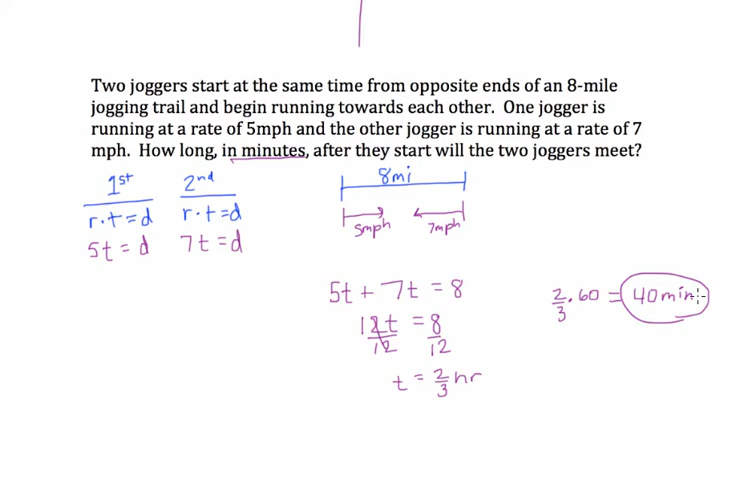 Two joggers start at the same time from opposite ends of an 8-mile
jogging trail and begin running towards each other. One jogger is
running at a rate of 5mph and the other jogger is running at a rate of 7
mph. How long, in minutes, after they start will the two joggers meet?
1st 2nd
r·t=d r·t=d
5t = d 7t = d
8mi
5mph 7mph
5t + 7t = 8
12t = 8
12 12
t = 2/3 hr
2/3 · 60 = 40min